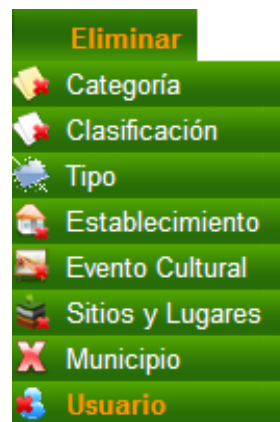 Eliminar
Categoría
Clasificación
Tipo
Establecimiento
Evento Cultural
Sitios y Lugares
Municipio
Usuario